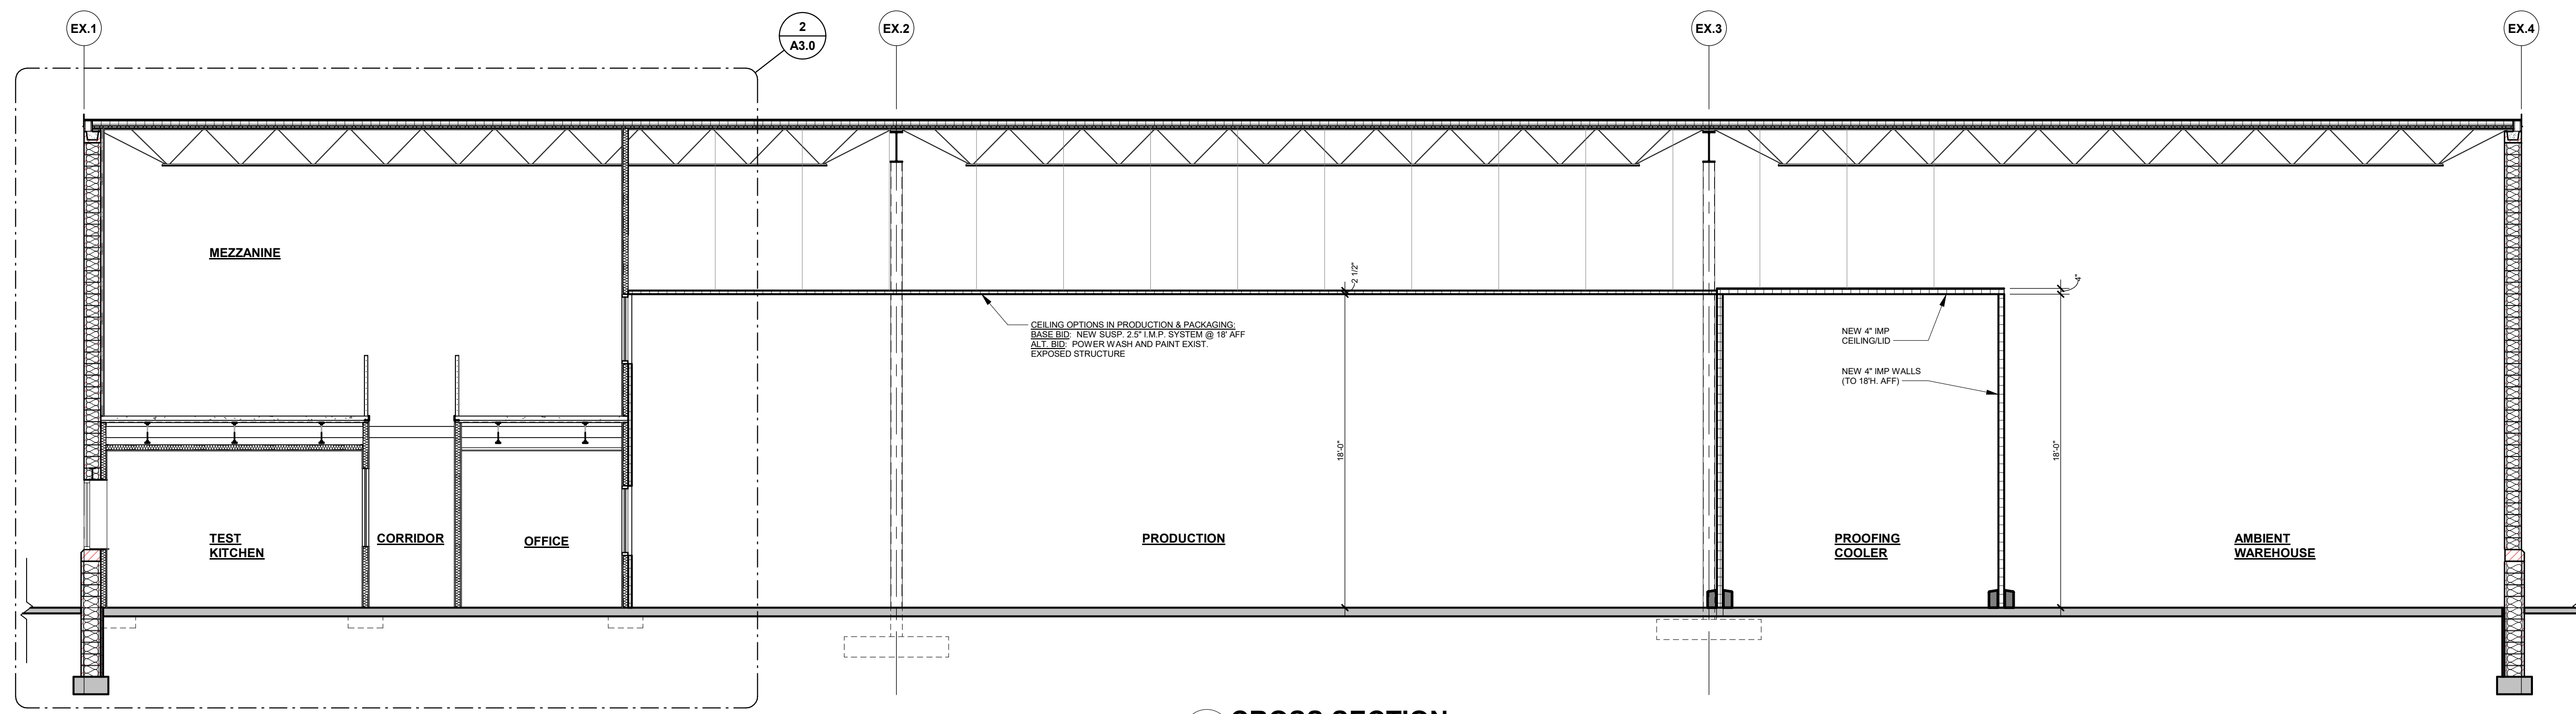 EX.1
2
A3.0
EX.2
EX.3
EX.4
MEZZANINE
2 1/2"
4"
CEILING OPTIONS IN PRODUCTION & PACKAGING:
BASE BID: NEW SUSP. 2.5" I.M.P. SYSTEM @ 18' AFF
ALT. BID: POWER WASH AND PAINT EXIST.
EXPOSED STRUCTURE
NEW 4" IMP
CEILING/LID
NEW 4" IMP WALLS
(TO 18'H. AFF)
18'-0"
18'-0"
TEST
KITCHEN
CORRIDOR
OFFICE
PRODUCTION
PROOFING
COOLER
AMBIENT
WAREHOUSE
CROSS SECTION